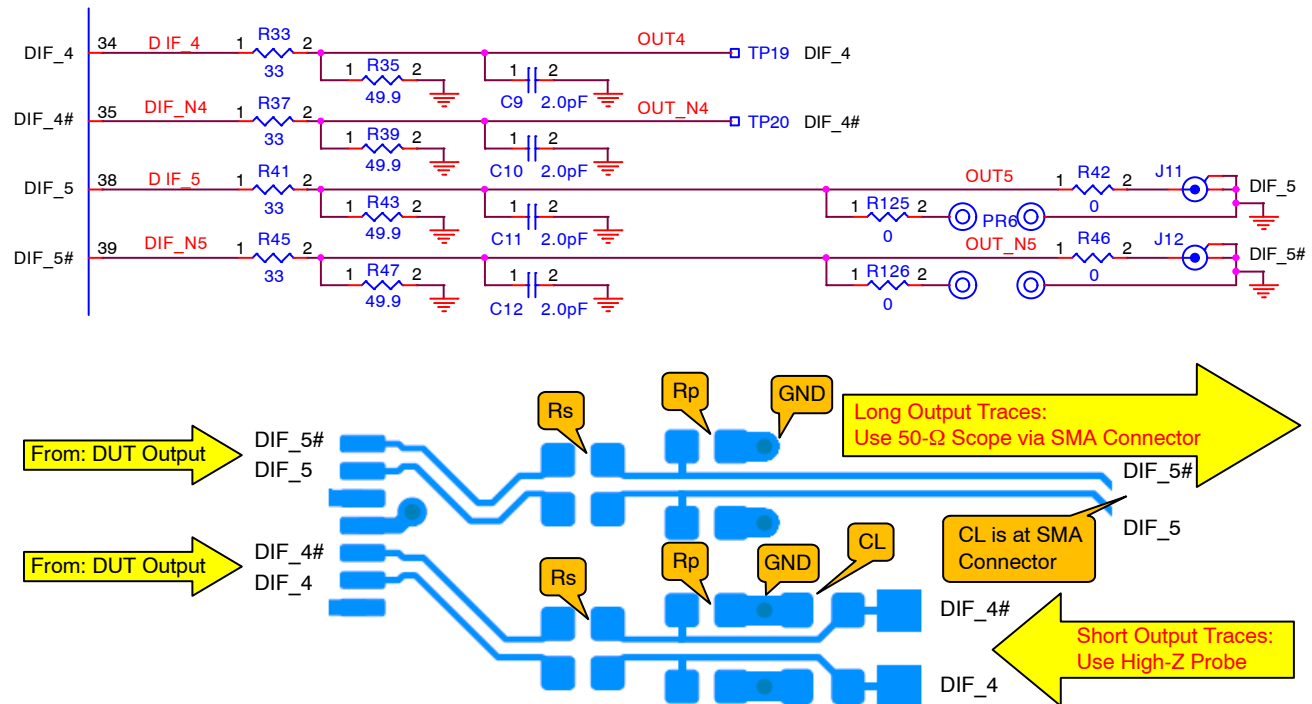 DIF_4 34 D IF_4 1 R33 2 OUT4 TP19 DIF_4
33 1 R35 2 1 2
49.9 C9 2.0pF
DIF_4# 35 DIF_N4 1 R37 2 OUT_N4 TP20 DIF_4#
33 1 R39 2 1 2
49.9 C10 2.0pF
DIF_5 38 D IF_5 1 R41 2 OUT5 1 R42 2 J11 DIF_5
33 1 R43 2 1 2 1 R125 2 PR6 0
49.9 C11 2.0pF 0
DIF_5# 39 DIF_N5 1 R45 2 OUT_N5 1 R46 2 J12 DIF_5#
33 1 R47 2 1 2 1 R126 2 0
49.9 C12 2.0pF 0
From: DUT Output
DIF_5#
DIF_5
Rs
Rp
GND
Long Output Traces:
Use 50-Ω Scope via SMA Connector
DIF_5#
DIF_5
CL is at SMA
Connector
From: DUT Output
DIF_4#
DIF_4
Rs
Rp
GND
CL
DIF_4#
DIF_4
Short Output Traces:
Use High-Z Probe